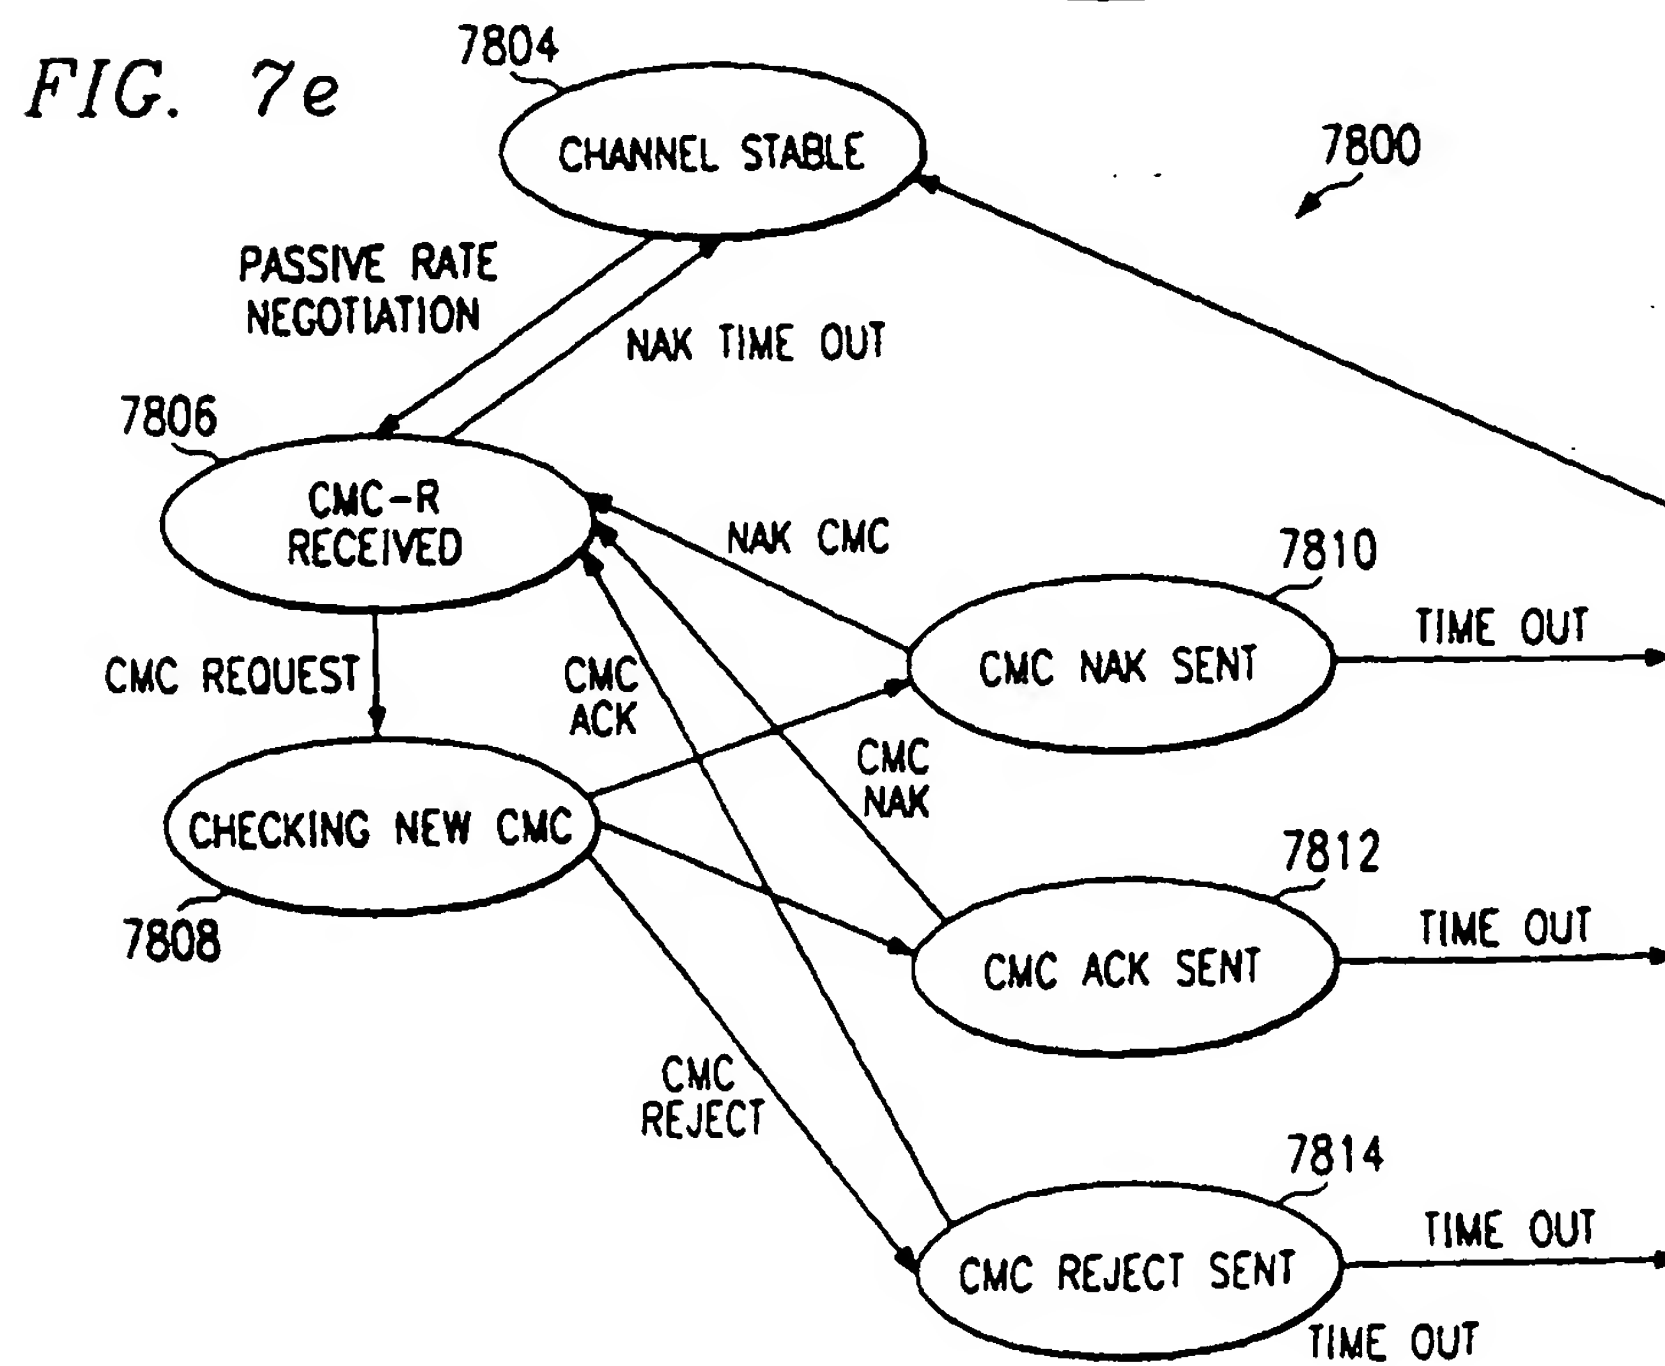 FIG. 7e
7804
CHANNEL STABLE
7800
PASSIVE RATE
NEGOTIATION
NAK TIME OUT
7806
CMC-R
RECEIVED
NAK CMC
7810
TIME OUT
CMC NAK SENT
CMC REQUEST
CMC
ACK
CMC
NAK
CHECKING NEW CMC
7808
7812
TIME OUT
CMC ACK SENT
CMC
REJECT
7814
TIME OUT
CMC REJECT SENT
TIME OUT